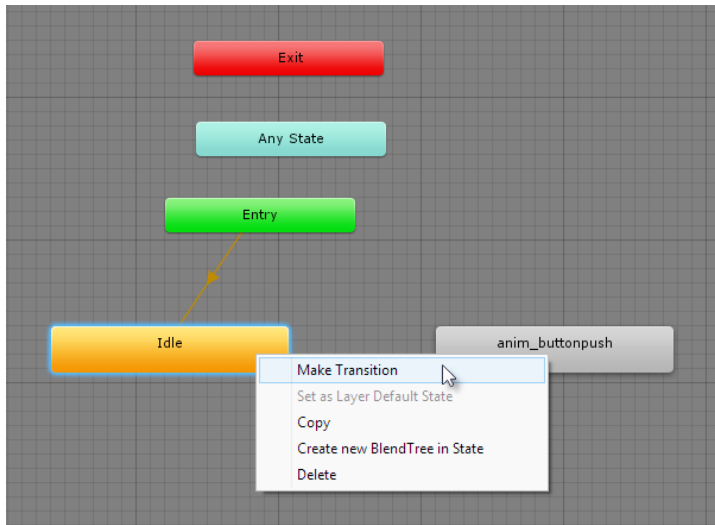 Exit
Any State
Entry
Idle
anim_buttonpush
Make Transition
Set as Layer Default State
Copy
Create new BlendTree in State
Delete